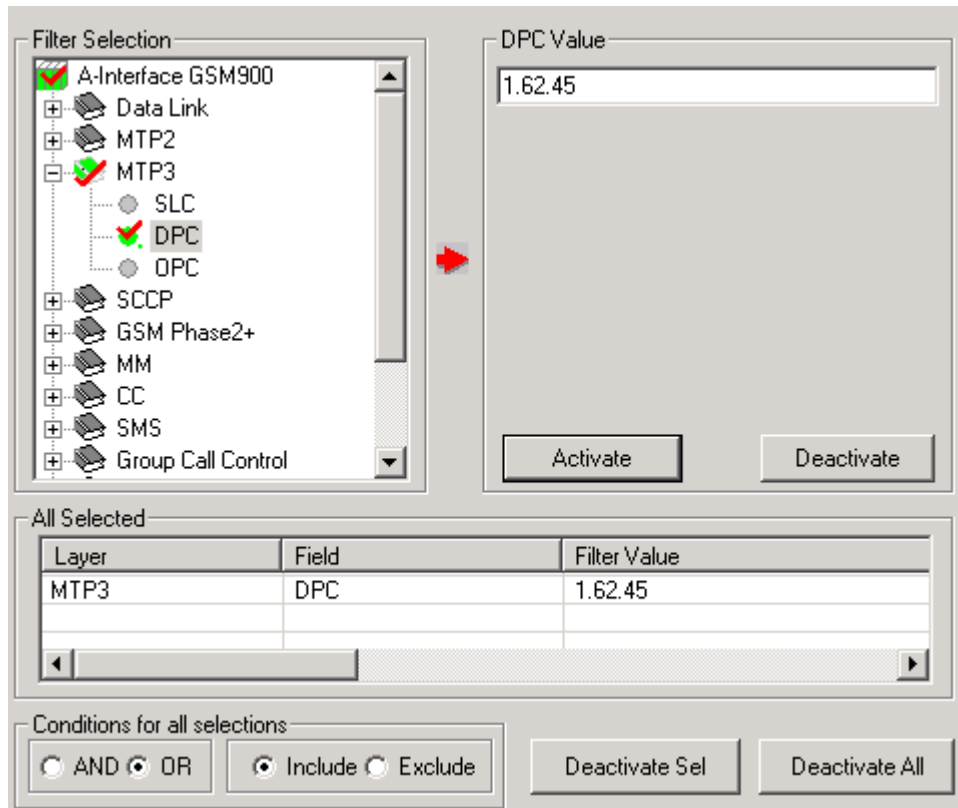 Filter Selection
A-Interface GSM900
Data Link
MTP2
MTP3
SLC
DPC
OPC
SCCP
GSM Phase2+
MM
CC
SMS
Group Call Control
DPC Value
1.62.45
Activate Deactivate
All Selected
Layer Field Filter Value
MTP3 DPC 1.62.45
Conditions for all selections
AND OR Include Exclude Deactivate Sel Deactivate All